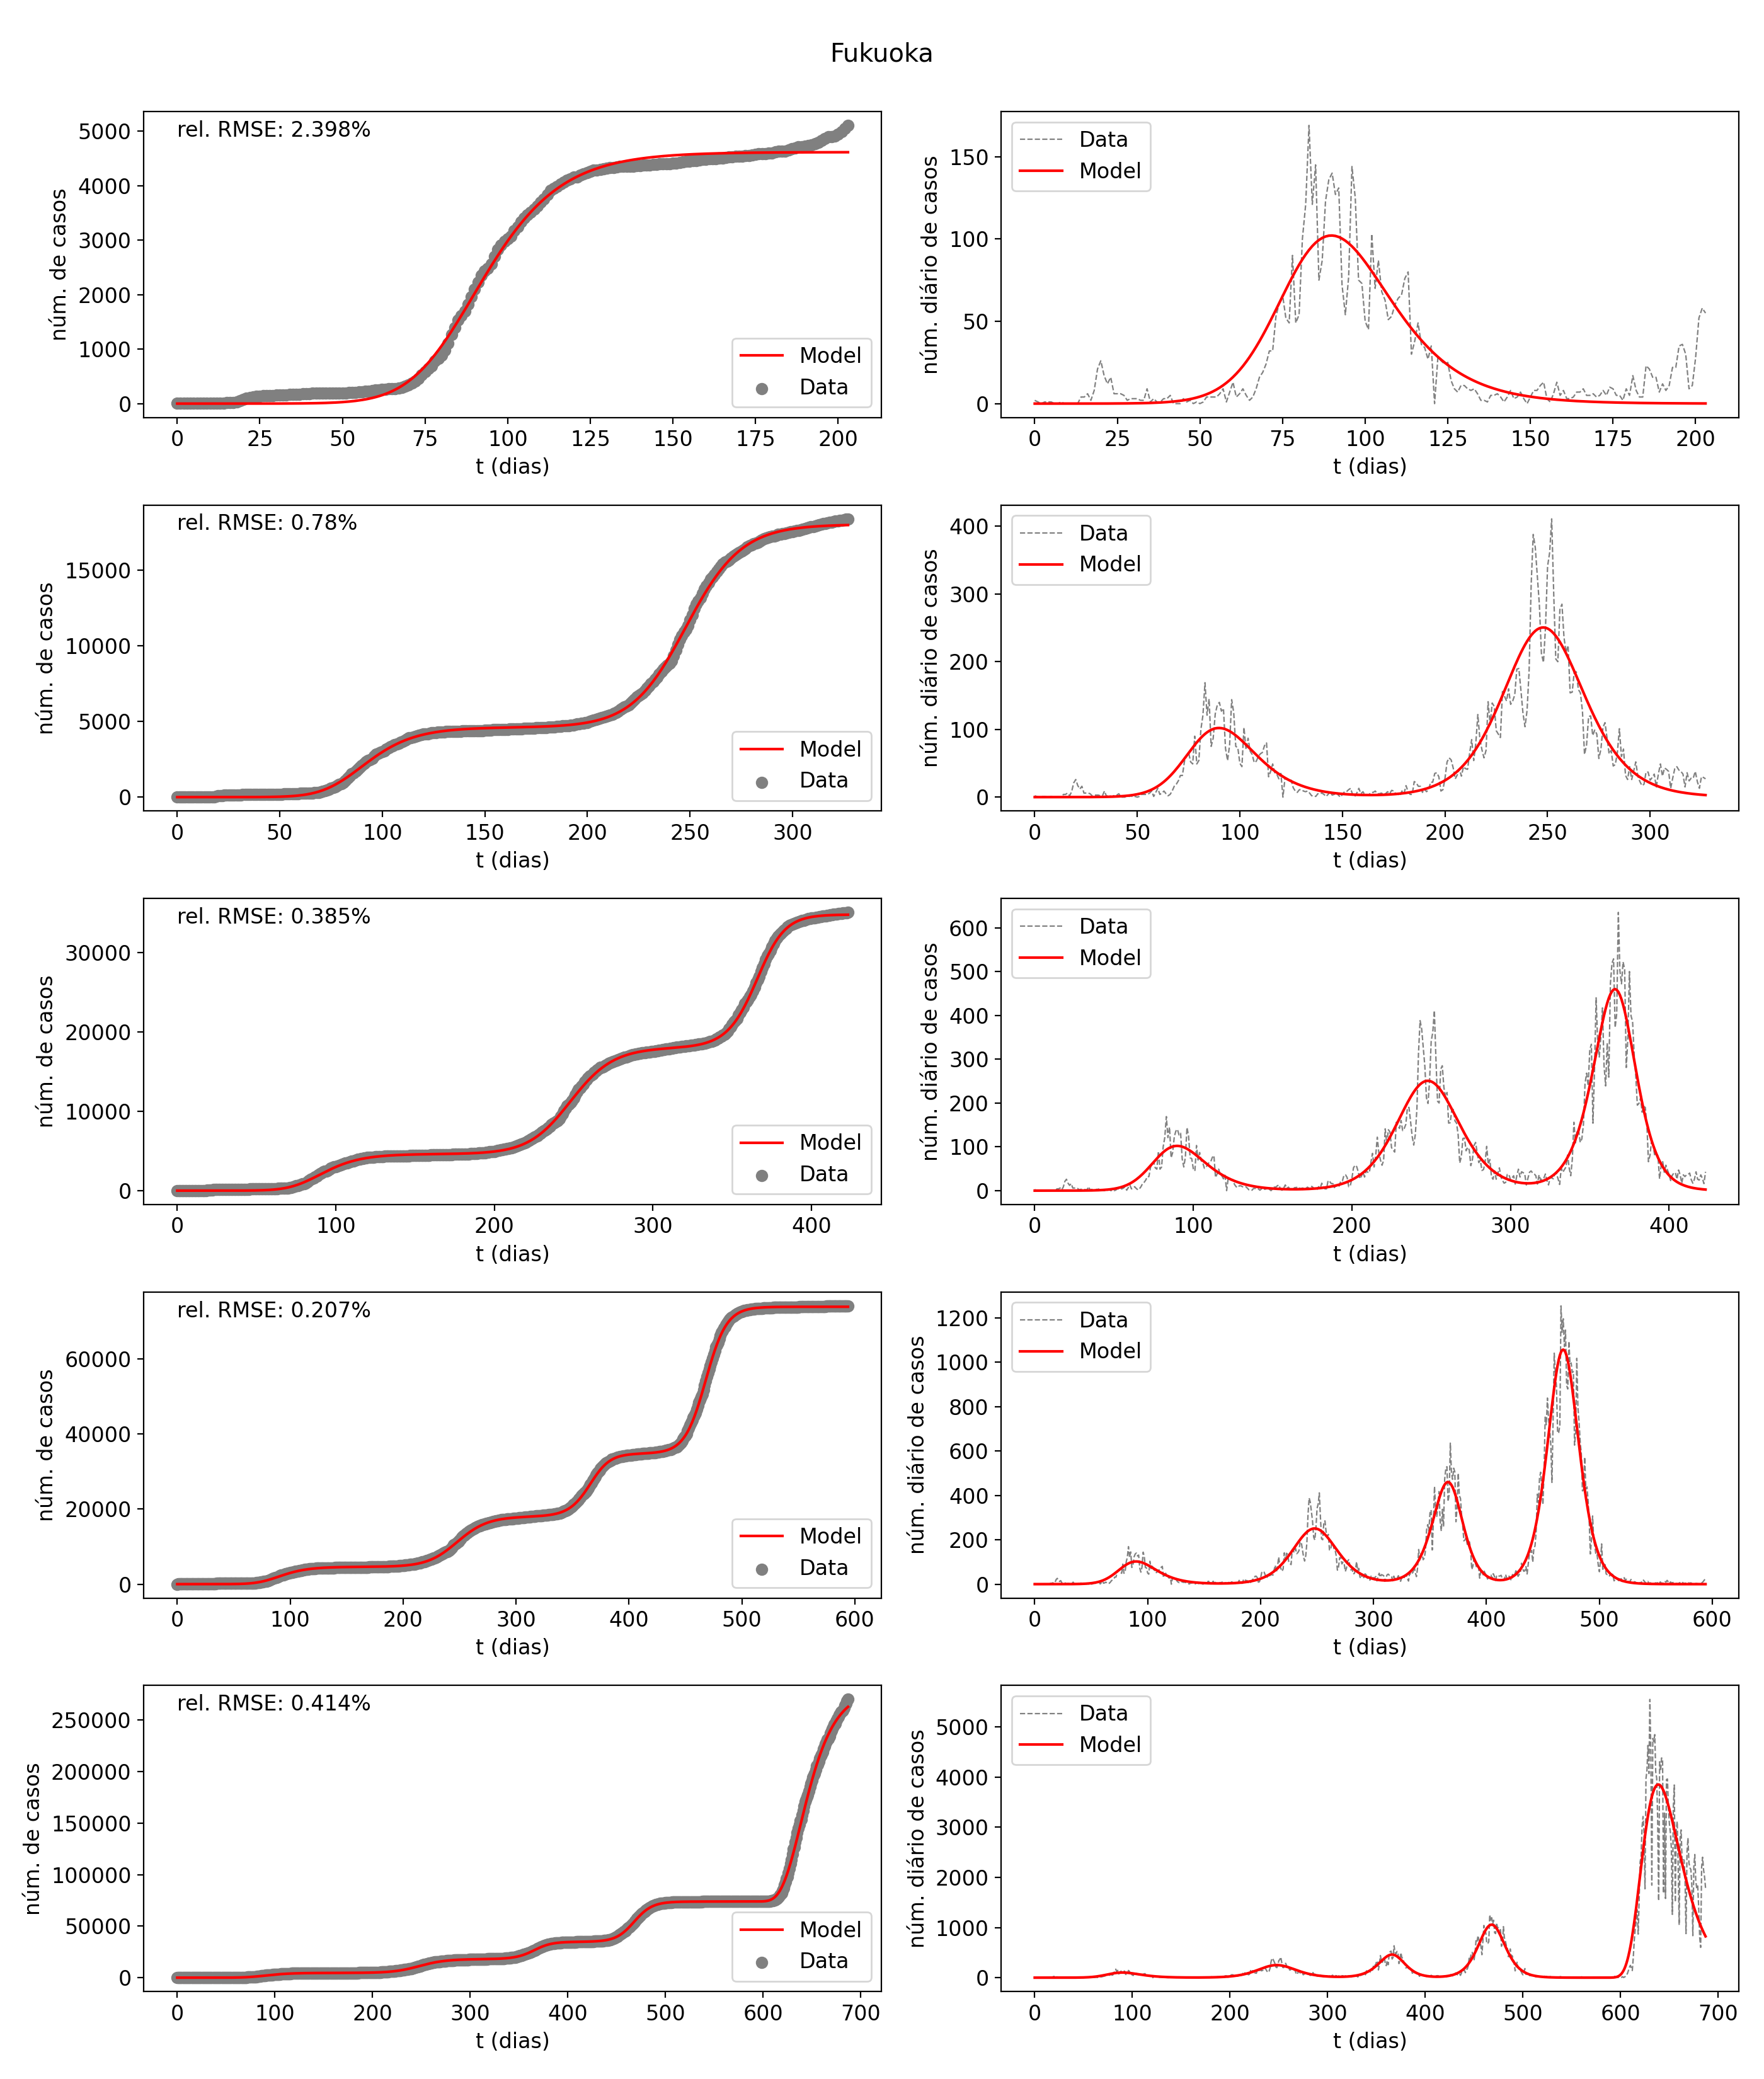 Fukuoka
rel. RMSE: 2.398%
núm. de casos
5000
4000
3000
2000
1000
0
Model
Data
0 25 50 75 100 125 150 175 200
t (dias)
núm. diário de casos
150
100
50
0
Data
Model
0 25 50 75 100 125 150 175 200
t (dias)
rel. RMSE: 0.78%
núm. de casos
15000
10000
5000
0
Model
Data
0 50 100 150 200 250 300
t (dias)
núm. diário de casos
400
300
200
100
0
Data
Model
0 50 100 150 200 250 300
t (dias)
rel. RMSE: 0.385%
núm. de casos
30000
20000
10000
0
Model
Data
0 100 200 300 400
t (dias)
núm. diário de casos
600
500
400
300
200
100
0
Data
Model
0 100 200 300 400
t (dias)
rel. RMSE: 0.207%
núm. de casos
60000
40000
20000
0
Model
Data
0 100 200 300 400 500 600
t (dias)
núm. diário de casos
1200
1000
800
600
400
200
0
Data
Model
0 100 200 300 400 500 600
t (dias)
rel. RMSE: 0.414%
núm. de casos
250000
200000
150000
100000
50000
0
Model
Data
0 100 200 300 400 500 600 700
t (dias)
núm. diário de casos
5000
4000
3000
2000
1000
0
Data
Model
0 100 200 300 400 500 600 700
t (dias)